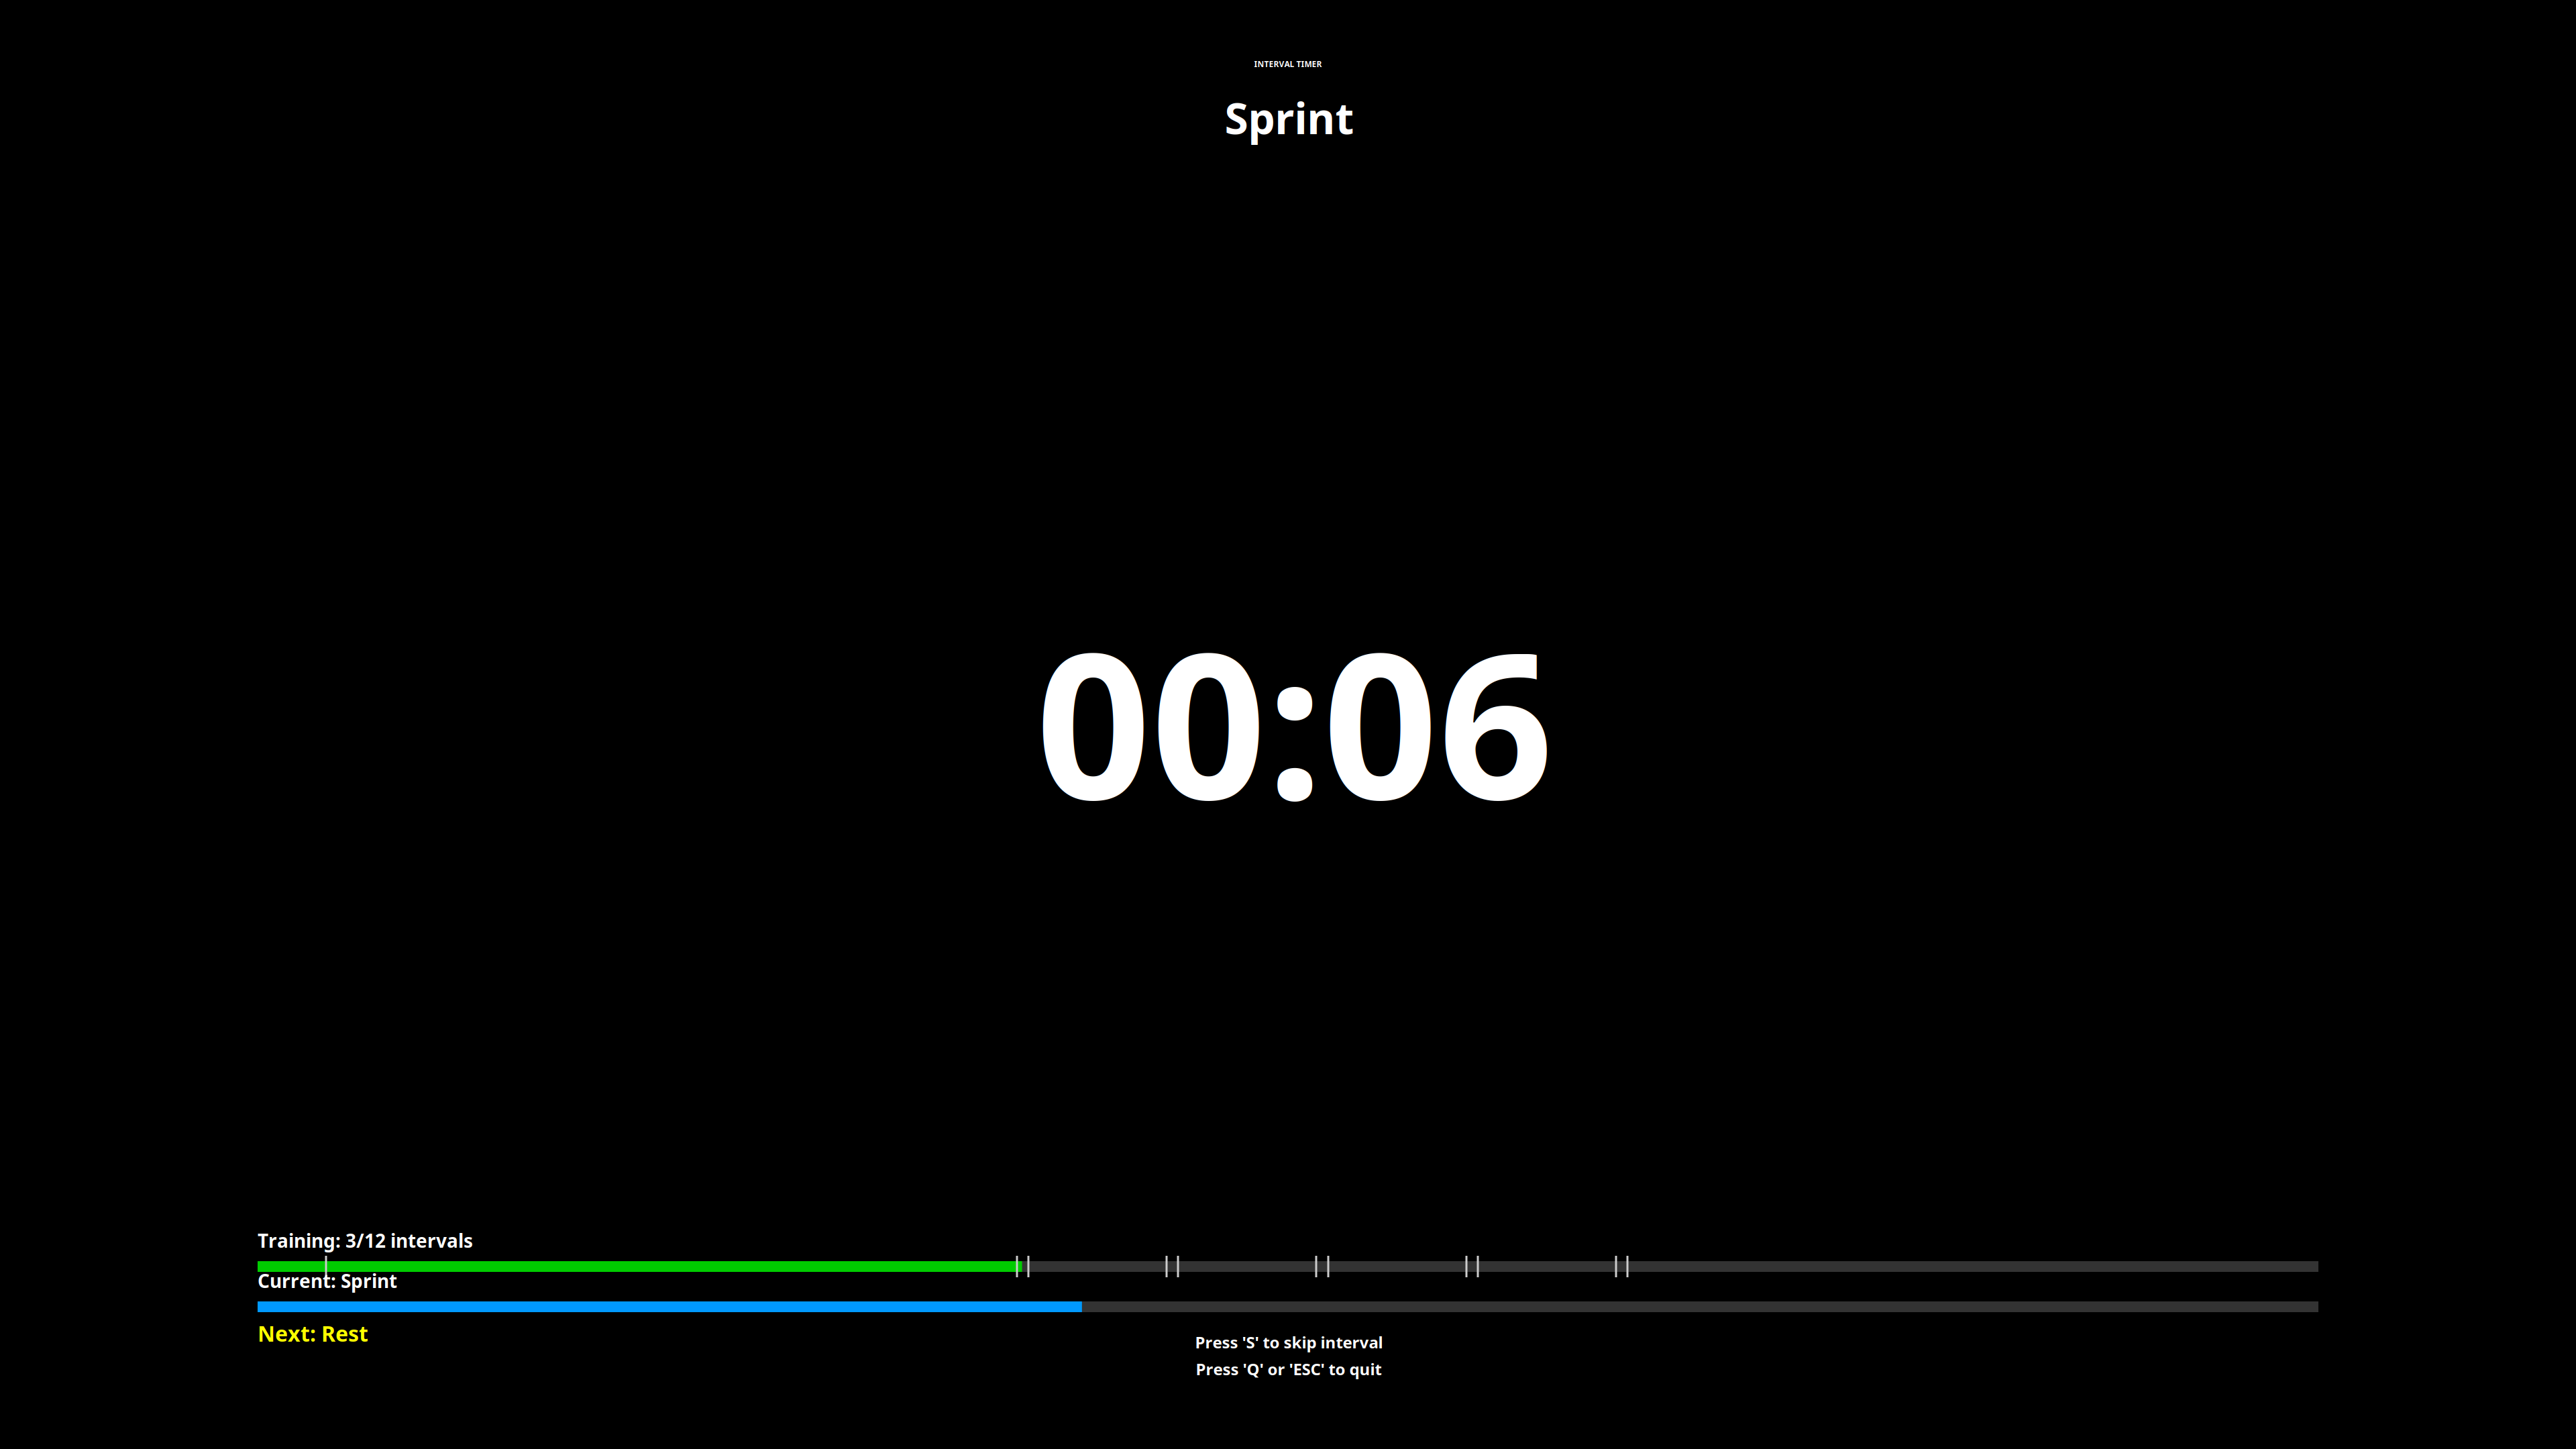 INTERVAL TIMER
Sprint
00:06
Training: 3/12 intervals
Current: Sprint
Next: Rest
Press 'S' to skip interval
Press 'Q' or 'ESC' to quit